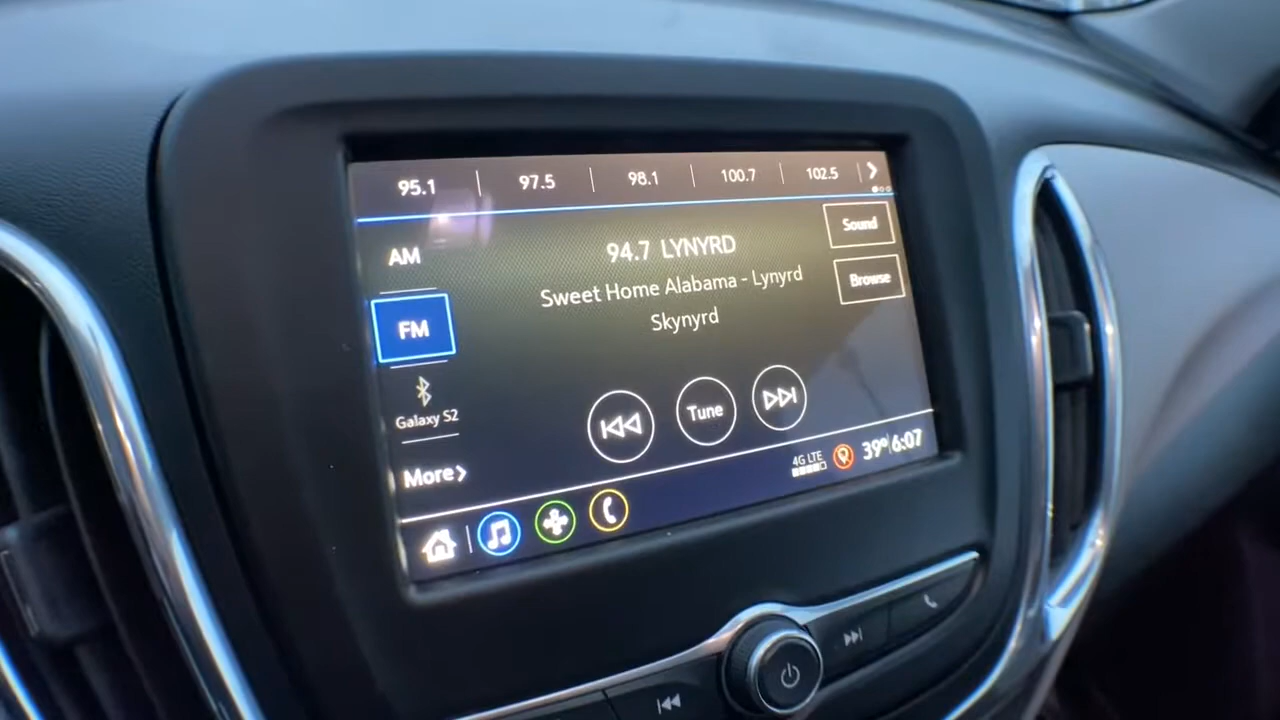 95.1 97.5 98.1 100.7 102.5
Sound
AM
94.7 LYNYRD
Browse
Sweet Home Alabama - Lynyrd
Skynyrd
FM
Galaxy S2
Tune
More
4G LTE
39° 6:07